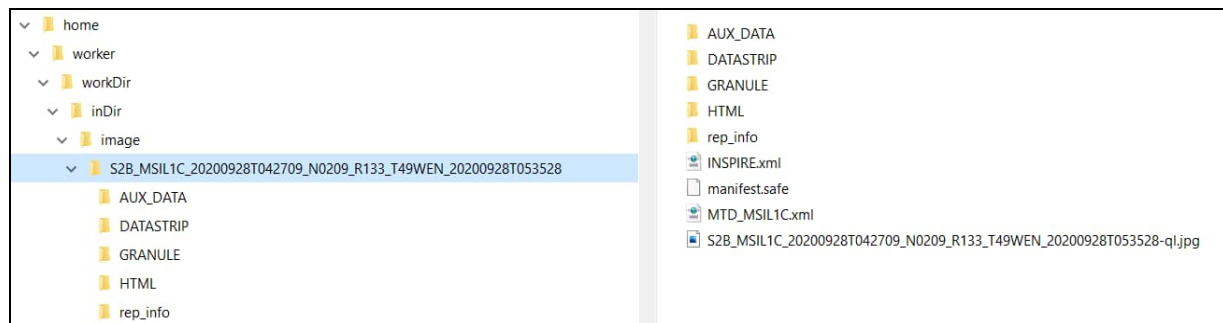 home
worker
workDir
inDir
image
S2B_MSIL1C_20200928T042709_N0209_R133_T49WEN_20200928T053528
AUX_DATA
DATASTRIP
GRANULE
HTML
rep_info
AUX_DATA
DATASTRIP
GRANULE
HTML
rep_info
INSPIRE.xml
manifest.safe
MTD_MSIL1C.xml
S2B_MSIL1C_20200928T042709_N0209_R133_T49WEN_20200928T053528-ql.jpg